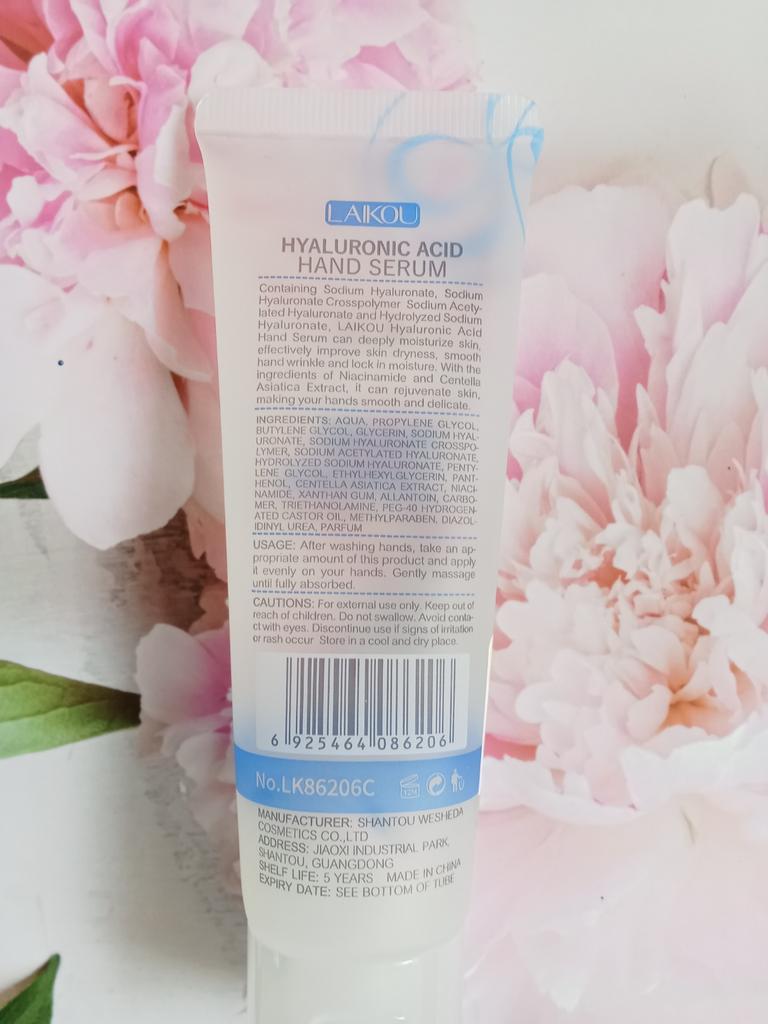 LAIKOU
HYALURONIC ACID
HAND SERUM
Containing Sodium Hyaluronate, Sodium
Hyaluronate Crosspolymer Sodium Acety-
lated Hyaluronate and Hydrolyzed Sodium
Hyaluronate, LAIKOU Hyaluronic Acid
Hand Serum can deeply moisturize skin,
effectively improve skin dryness, smooth
hand wrinkle and lock in moisture. With the
ingredients of Niacinamide and Centella
Asiatica Extract, it can rejuvenate skin,
making your hands smooth and delicate.
INGREDIENTS: AQUA, PROPYLENE GLYCOL,
BUTYLENE GLYCOL, GLYCERIN, SODIUM HYAL-
URONATE, SODIUM HYALURONATE CROSSPO-
LYMER, SODIUM ACETYLATED HYALURONATE,
HYDROLYZED SODIUM HYALURONATE, PENTY-
LENE GLYCOL, ETHYLHEXYLGLYCERIN, PANT-
HENOL, CENTELLA ASIATICA EXTRACT, NIACI-
NAMIDE, XANTHAN GUM, ALLANTOIN, CARBO-
MER, TRIETHANOLAMINE, PEG-40 HYDROGEN-
ATED CASTOR OIL, METHYLPARABEN, DIAZOL-
IDINYL UREA, PARFUM
USAGE: After washing hands, take an ap-
propriate amount of this product and apply
it evenly on your hands. Gently massage
until fully absorbed.
CAUTIONS: For external use only. Keep out of
reach of children. Do not swallow. Avoid conta-
ct with eyes. Discontinue use if signs of irritation
or rash occur Store in a cool and dry place.
6 925464 086206
No.LK86206C 12M
MANUFACTURER: SHANTOU WESHEDA
COSMETICS CO.,LTD
ADDRESS: JIAOXI INDUSTRIAL PARK
SHANTOU, GUANGDONG
SHELF LIFE: 5 YEARS MADE IN CHINA
EXPIRY DATE: SEE BOTTOM OF TUBE